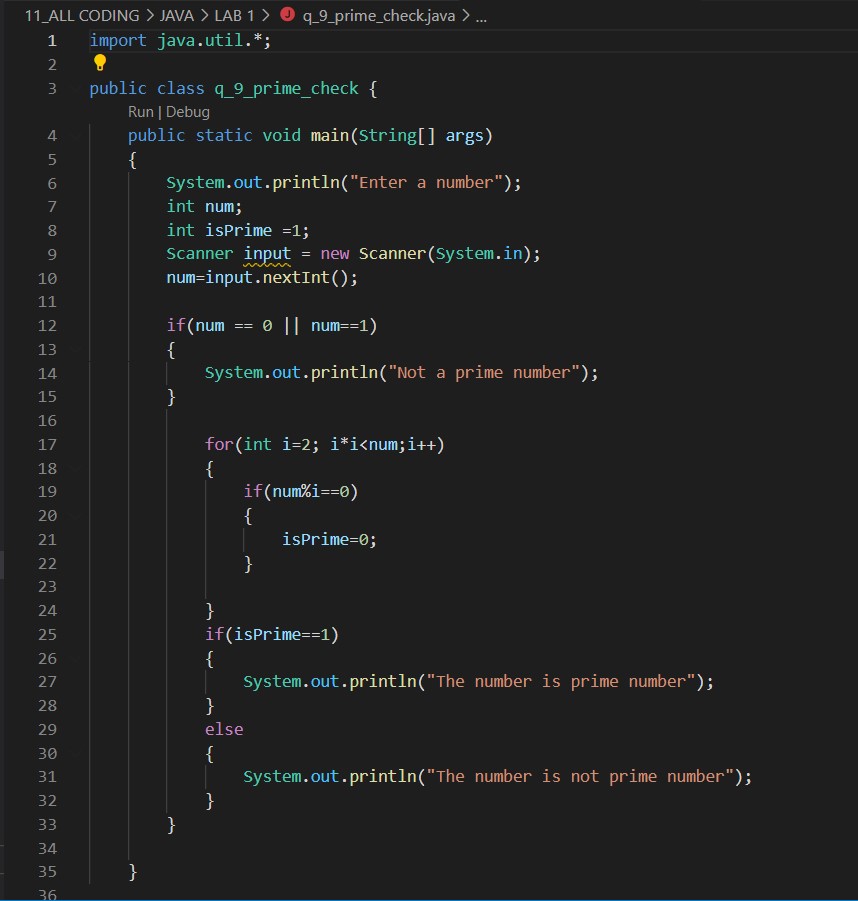 11_ALL CODING > JAVA > LAB 1 > J q_9_prime_check.java > ...
1 import java.util.*;
2
3 public class q_9_prime_check {
Run | Debug
4 public static void main(String[] args)
5 {
6 System.out.println("Enter a number");
7 int num;
8 int isPrime =1;
9 Scanner input = new Scanner(System.in);
10 num=input.nextInt();
11
12 if(num == 0 || num==1)
13 {
14 System.out.println("Not a prime number");
15 }
16
17 for(int i=2; i*i<num;i++)
18 {
19 if(num%i==0)
20 {
21 isPrime=0;
22 }
23
24 }
25 if(isPrime==1)
26 {
27 System.out.println("The number is prime number");
28 }
29 else
30 {
31 System.out.println("The number is not prime number");
32 }
33 }
34
35 }
36